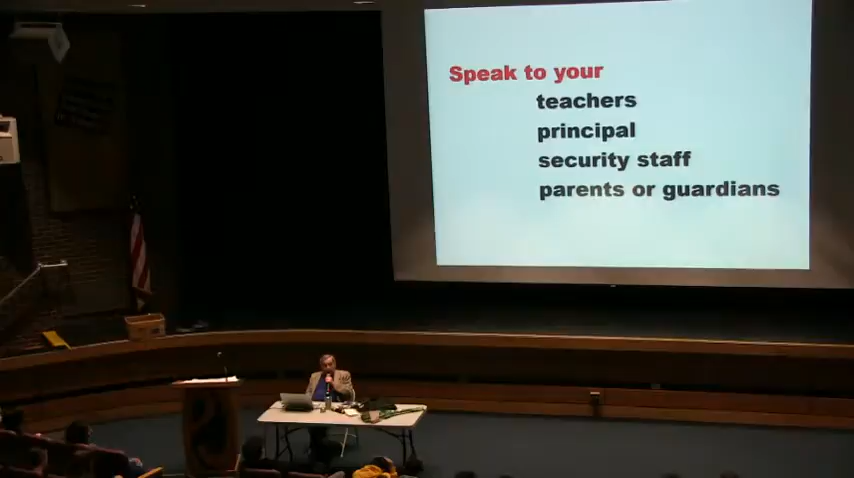 Speak to your
teachers
principal
security staff
parents or guardians